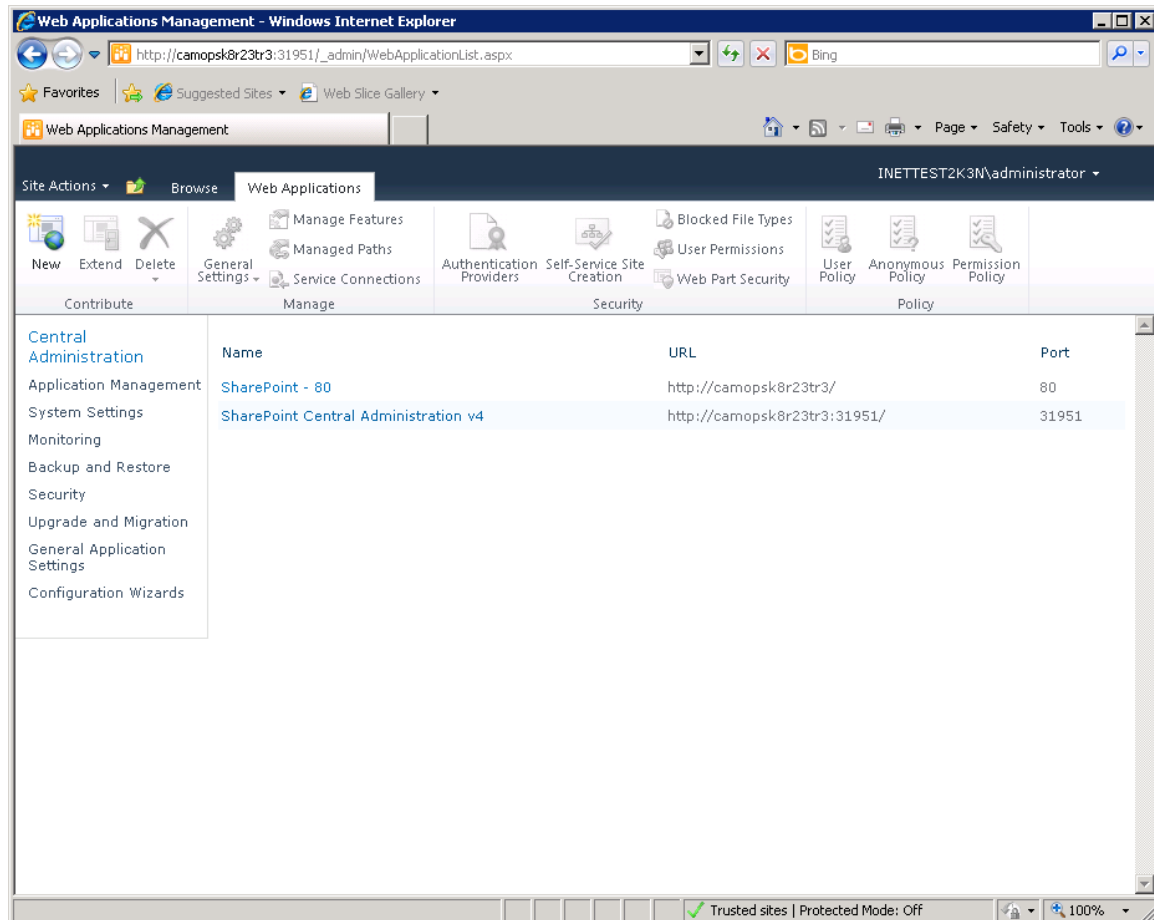 Web Applications Management - Windows Internet Explorer
http://camopsk8r23tr3:31951/_admin/WebApplicationList.aspx
Bing
Favorites
Suggested Sites
Web Slice Gallery
Web Applications Management
Page
Safety
Tools
INETTEST2K3N\administrator
Site Actions
Browse
Web Applications
New
Extend
Delete
Contribute
General
Settings
Manage Features
Managed Paths
Service Connections
Manage
Authentication
Providers
Self-Service Site
Creation
Blocked File Types
User Permissions
Web Part Security
Security
User
Policy
Anonymous
Policy
Permission
Policy
Policy
Central
Administration
Application Management
System Settings
Monitoring
Backup and Restore
Security
Upgrade and Migration
General Application
Settings
Configuration Wizards
Name URL Port
SharePoint - 80 http://camopsk8r23tr3/ 80
SharePoint Central Administration v4 http://camopsk8r23tr3:31951/ 31951
Trusted sites | Protected Mode: Off
100%